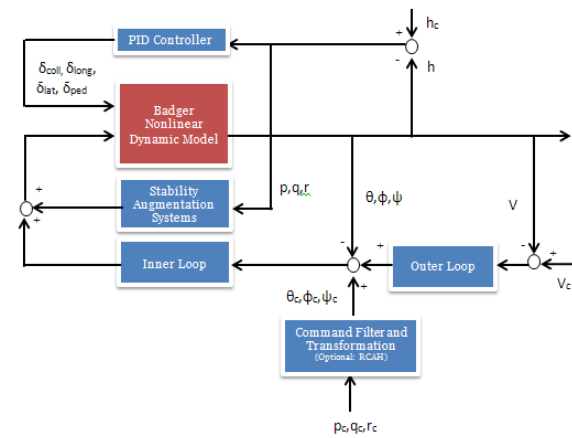 h_c
+
PID Controller
-
h
δ_coll, δ_long,
δ_lat, δ_ped
Badger
Nonlinear
Dynamic Model
p,q,r
θ,ϕ,ψ
V
Stability
Augmentation
Systems
+
+
-
+
-
+
Inner Loop
Outer Loop
V_c
θ_c,ϕ_c,ψ_c
+
Command Filter and
Transformation
(Optional: RCAH)
p_c,q_c,r_c